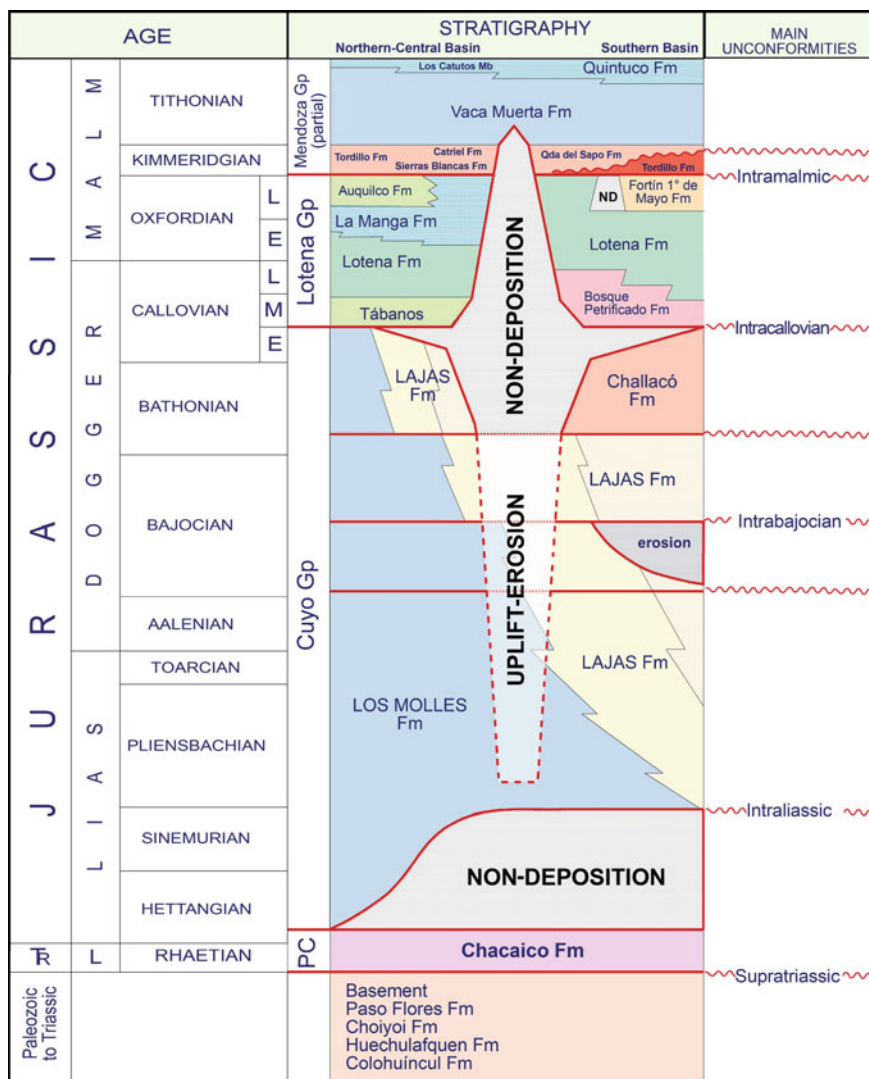 AGE
STRATIGRAPHY
Northern-Central Basin
Southern Basin
MAIN
UNCONFORMITIES
JURASSIC
MALM
DOGGER
LIAS
TITHONIAN
KIMMERIDGIAN
OXFORDIAN
L
E
CALLOVIAN
L
M
E
BATHONIAN
BAJOCIAN
AALENIAN
TOARCIAN
PLIENSBACHIAN
SINEMURIAN
HETTANGIAN
TR
L
RHAETIAN
Paleozoic
to Triassic
Mendoza Gp
(partial)
Lotena Gp
Cuyo Gp
PC
Los Catutos Mb
Quintuco Fm
Vaca Muerta Fm
Tordillo Fm
Catriel Fm
Sierras Blancas Fm
Qda del Sapo Fm
Tordillo Fm
Auquilco Fm
ND
Fortín 1° de
Mayo Fm
La Manga Fm
Lotena Fm
Lotena Fm
Tábanos
Bosque
Petrificado Fm
NON-DEPOSITION
LAJAS
Fm
Challacó
Fm
LAJAS Fm
erosion
UPLIFT-EROSION
LAJAS Fm
LOS MOLLES
Fm
NON-DEPOSITION
Chacaico Fm
Basement
Paso Flores Fm
Choiyoi Fm
Huechulafquen Fm
Colohuíncul Fm
Intramalmic
Intracallovian
Intrabajocian
Intraliassic
Supratriassic